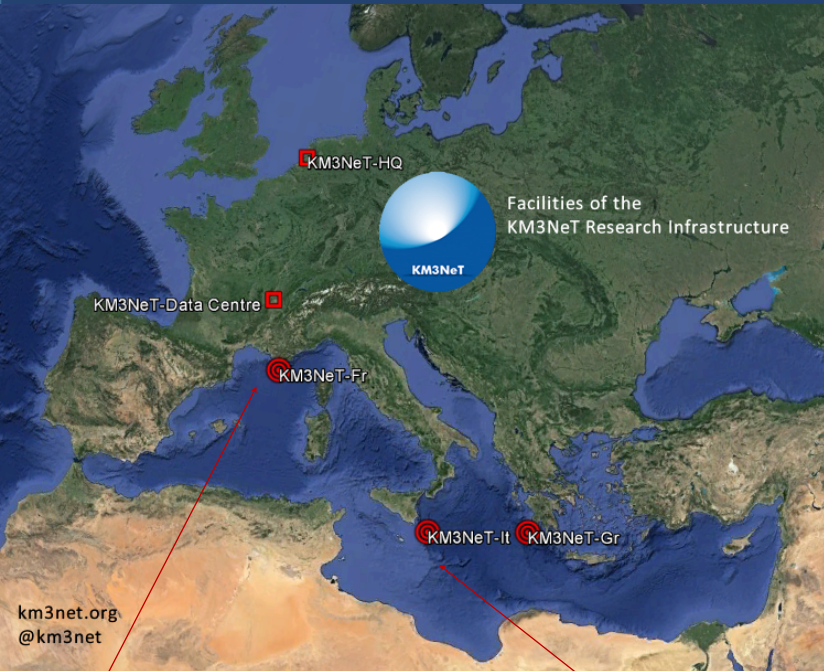 KM3NeT-HQ
Facilities of the
KM3NeT Research Infrastructure
KM3NeT
KM3NeT-Data Centre
KM3NeT-Fr
KM3NeT-It
KM3NeT-Gr
km3net.org
@km3net